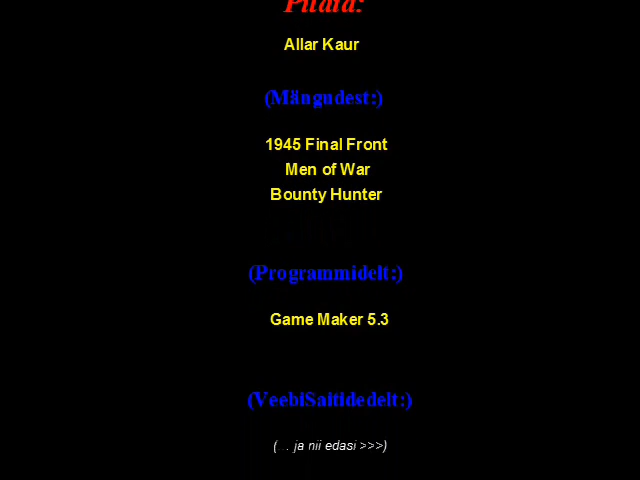 Pildid:
Allar Kaur
(Mängudest:)
1945 Final Front
Men of War
Bounty Hunter
(Programmidelt:)
Game Maker 5.3
(VeebiSaitidedelt:)
(... ja nii edasi >>>)